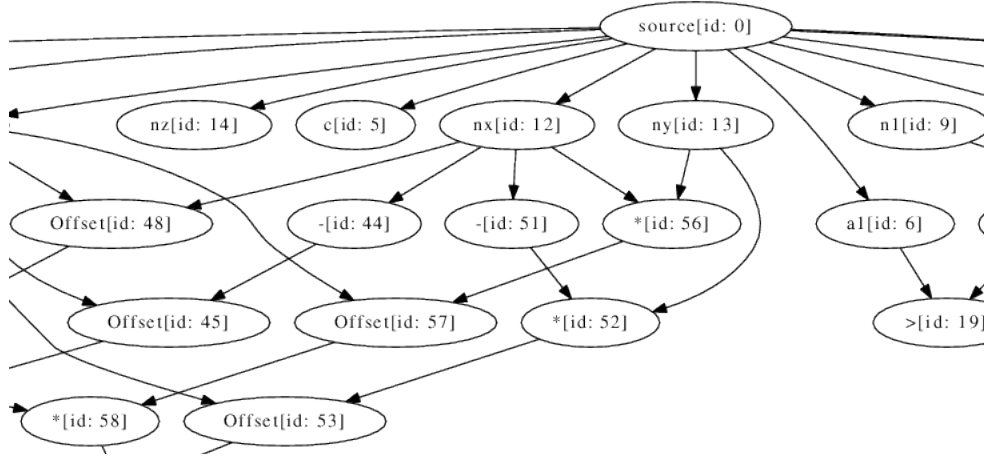 source[id: 0]
nz[id: 14]
c[id: 5]
nx[id: 12]
ny[id: 13]
n1[id: 9]
Offset[id: 48]
-[id: 44]
-[id: 51]
*[id: 56]
a1[id: 6]
Offset[id: 45]
Offset[id: 57]
*[id: 52]
>[id: 19]
*[id: 58]
Offset[id: 53]